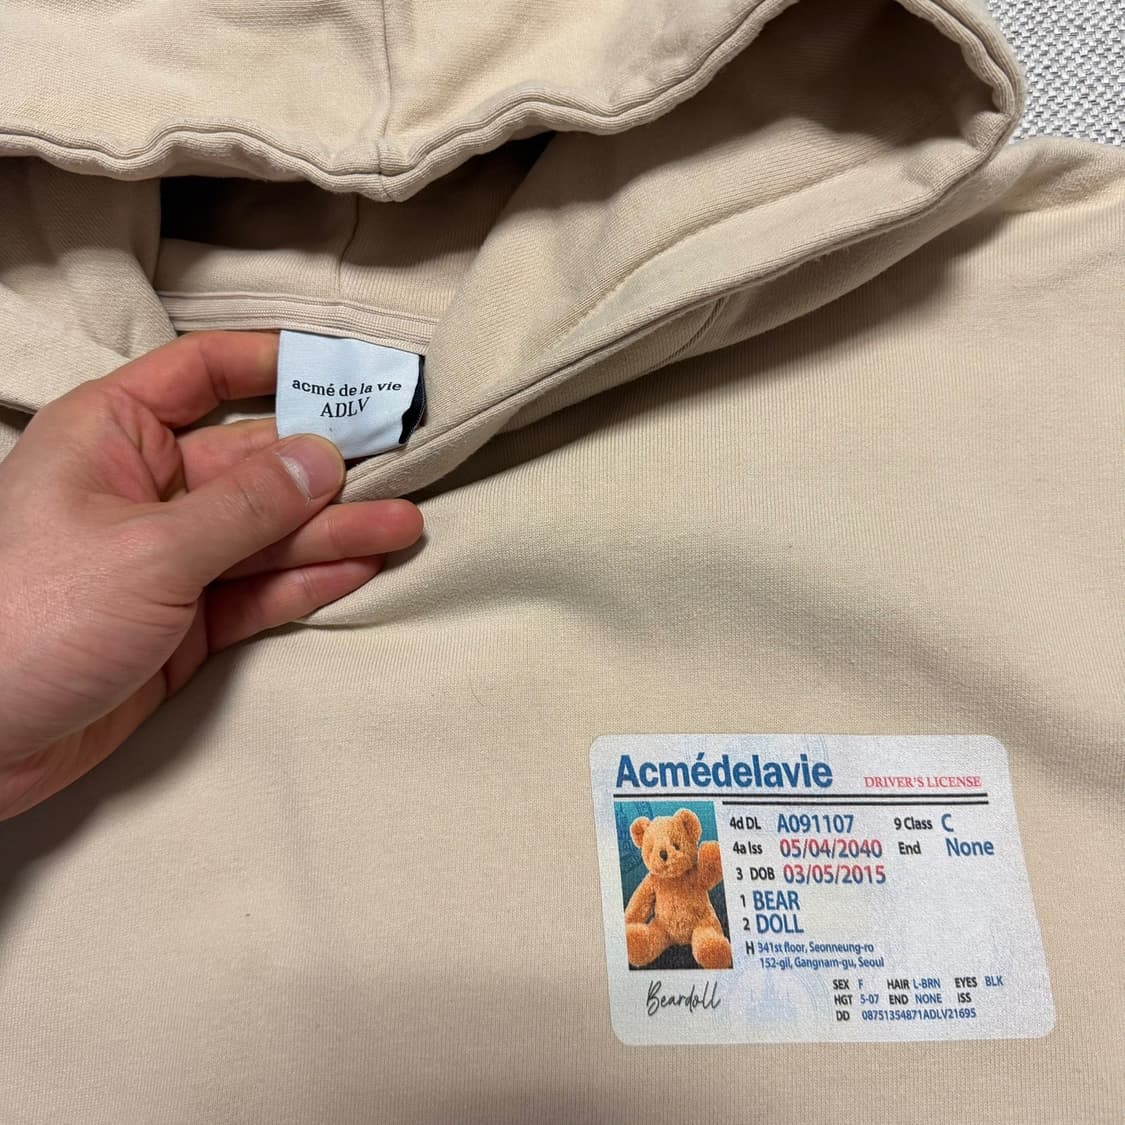 acmé de la vie
ADLV
Acmédelavie DRIVER'S LICENSE
4d DL A091107 9 Class C
4a Iss 05/04/2040 End None
3 DOB 03/05/2015
1 BEAR
2 DOLL
H 341st floor, Seonneung-ro
152-gil, Gangnam-gu, Seoul
Beardoll
SEX F HAIR L-BRN EYES BLK
HGT 5-07 END NONE ISS
DD 08751354871ADLV21695